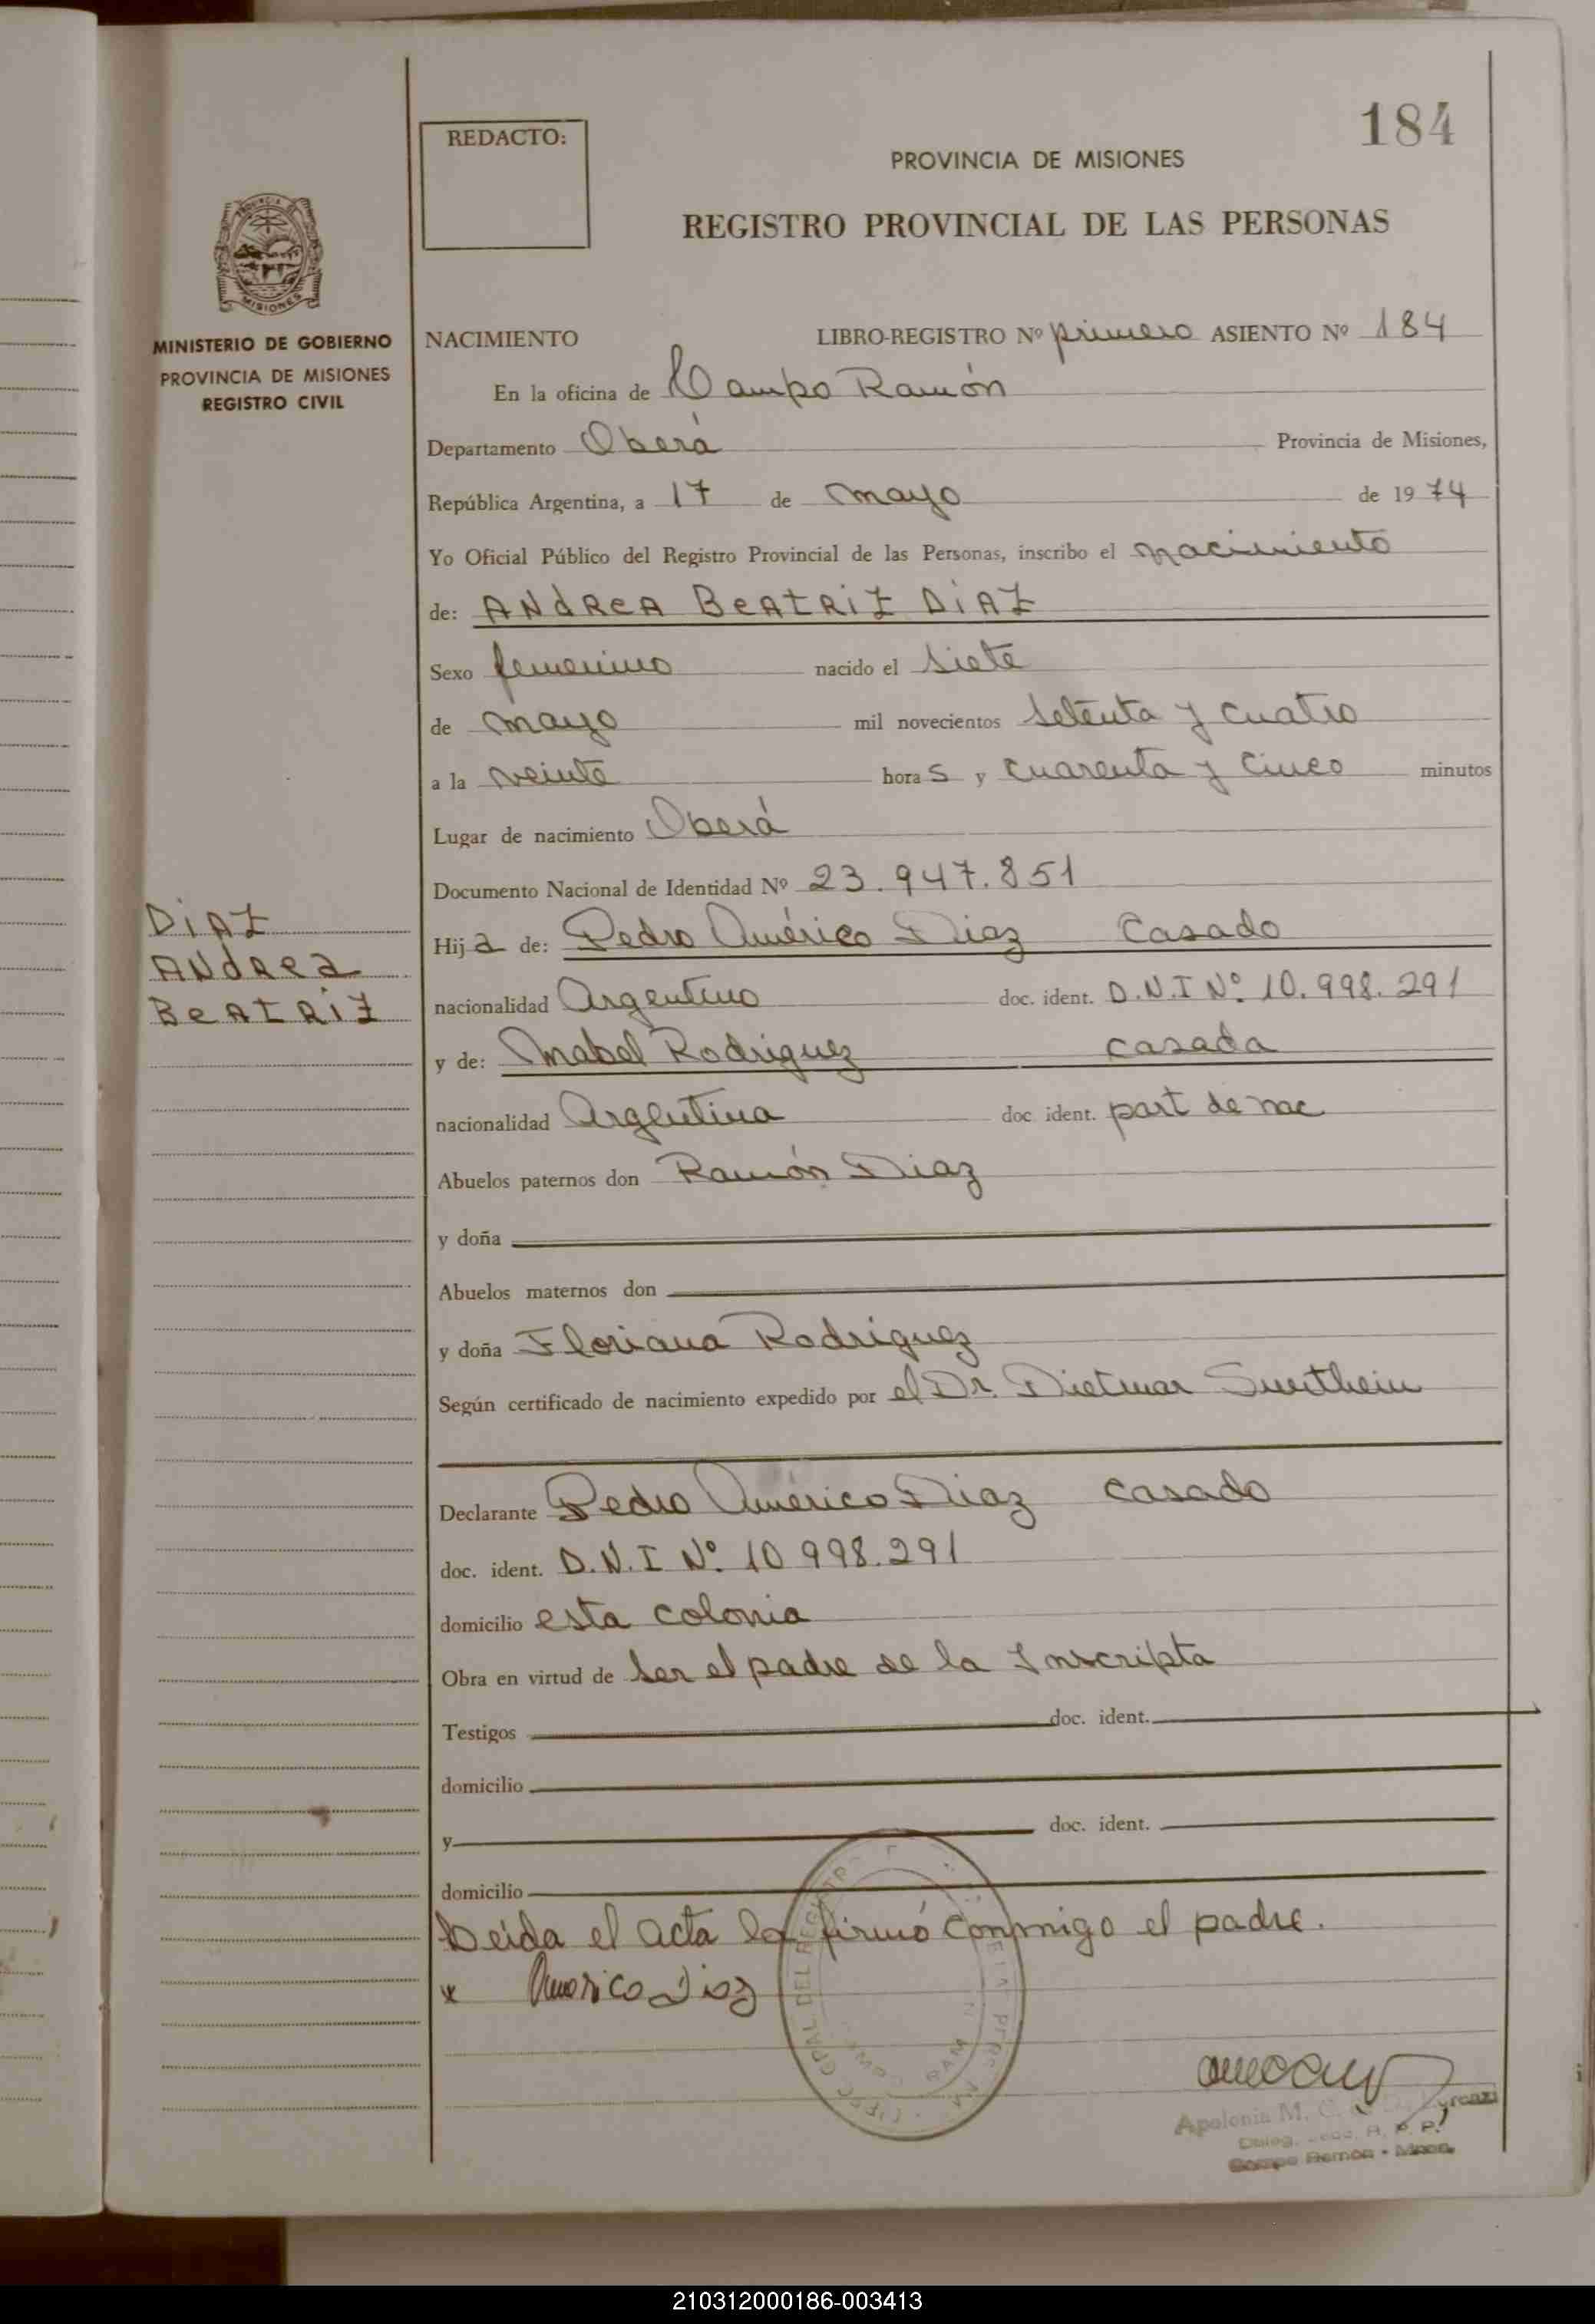 184
REDACTO:
PROVINCIA DE MISIONES
REGISTRO PROVINCIAL DE LAS PERSONAS
MISIONES
MINISTERIO DE GOBIERNO
PROVINCIA DE MISIONES
REGISTRO CIVIL
NACIMIENTO LIBRO-REGISTRO Nº primero ASIENTO Nº 184
En la oficina de Campo Ramón
Departamento Oberá Provincia de Misiones,
República Argentina, a 17 de mayo de 1974
Yo Oficial Público del Registro Provincial de las Personas, inscribo el nacimiento
de: ANdReA BeAtRiZ DiAZ
Sexo femenino nacido el siete
de mayo mil novecientos setenta y cuatro
a la veinte horas y cuarenta y cinco minutos
Lugar de nacimiento Oberá
Documento Nacional de Identidad Nº 23.947.851
DiAZ
ANdRea
BeAtRiZ
Hija de: Pedro Américo Diaz Casado
nacionalidad Argentino doc. ident. D.N.I Nº 10.998.291
y de: Mabel Rodriguez casada
nacionalidad Argentina doc ident. part de nac
Abuelos paternos don Ramón Diaz
y doña
Abuelos maternos don
y doña Floriana Rodriguez
Según certificado de nacimiento expedido por el Dr. Dietmar
Declarante Pedro Américo Diaz casado
doc. ident. D.N.I Nº 10 998.291
domicilio esta colonia
Obra en virtud de ser el padre de la Inscripta
Testigos doc. ident.
domicilio
y doc. ident.
domicilio
Leida el acta la firmó conmigo el padre.
x Americo Diaz
Apolonia M. C.
Campo Ramón - Mnes.
210312000186-003413